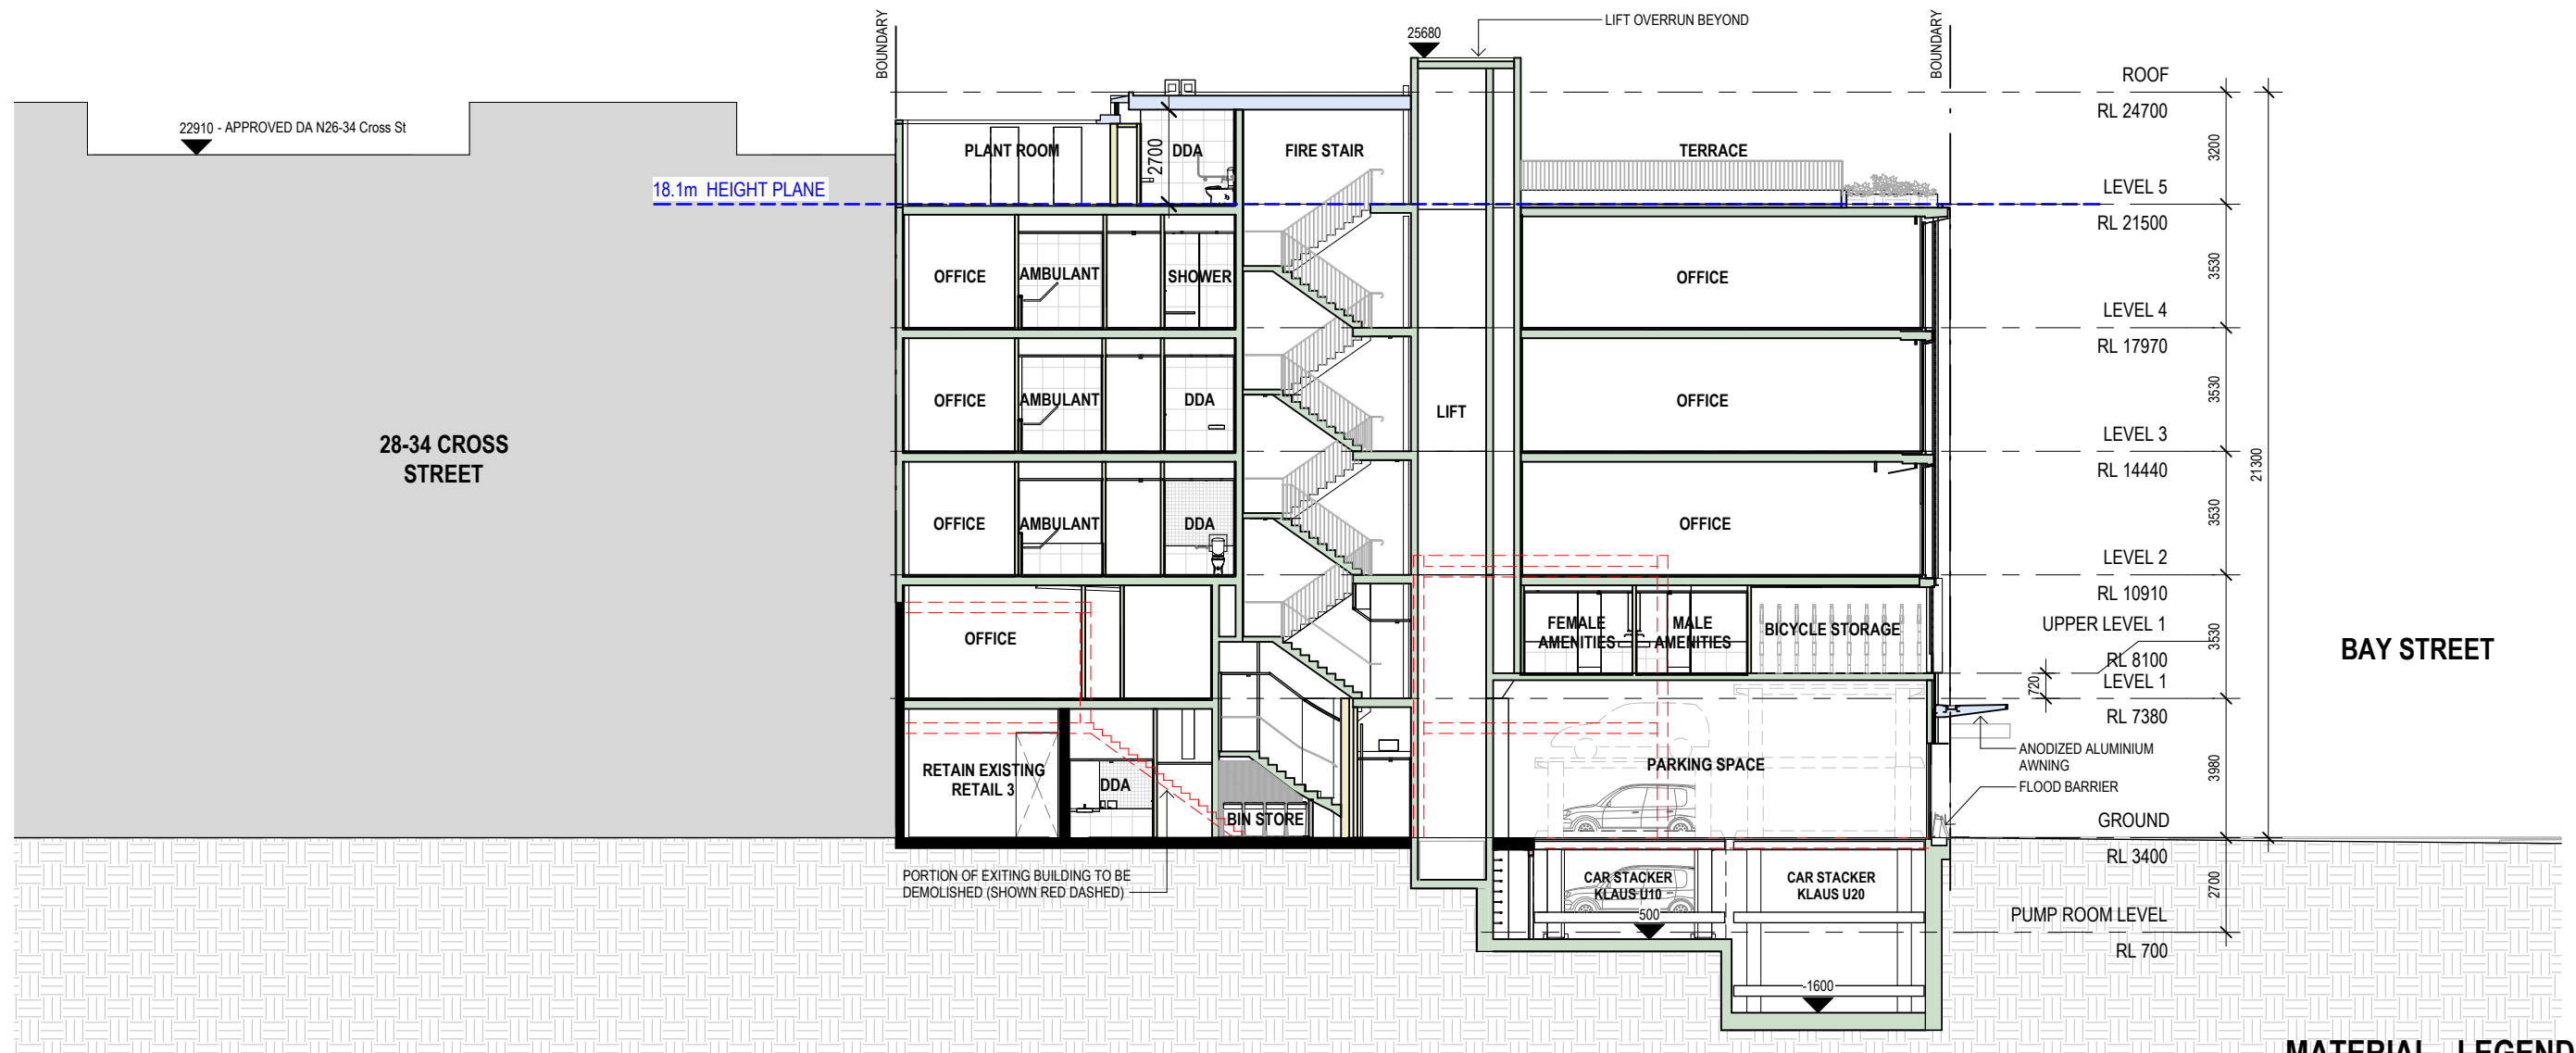 BOUNDARY
25680
LIFT OVERRUN BEYOND
BOUNDARY
ROOF
RL 24700
22910 - APPROVED DA N26-34 Cross St
PLANT ROOM
2700
DDA
FIRE STAIR
TERRACE
3200
18.1m HEIGHT PLANE
LEVEL 5
RL 21500
OFFICE
AMBULANT
SHOWER
OFFICE
3530
LEVEL 4
RL 17970
OFFICE
AMBULANT
DDA
LIFT
OFFICE
3530
28-34 CROSS
STREET
LEVEL 3
RL 14440
21300
OFFICE
AMBULANT
DDA
OFFICE
3530
LEVEL 2
RL 10910
OFFICE
FEMALE
AMENITIES
MALE
AMENITIES
BICYCLE STORAGE
UPPER LEVEL 1
3530
BAY STREET
RL 8100
LEVEL 1
720
RL 7380
ANODIZED ALUMINIUM
AWNING
RETAIN EXISTING
RETAIL 3
DDA
PARKING SPACE
3980
FLOOD BARRIER
BIN STORE
GROUND
RL 3400
PORTION OF EXITING BUILDING TO BE
DEMOLISHED (SHOWN RED DASHED)
CAR STACKER
KLAUS U10
CAR STACKER
KLAUS U20
2700
500
PUMP ROOM LEVEL
RL 700
-1600
MATERIAL LEGEND